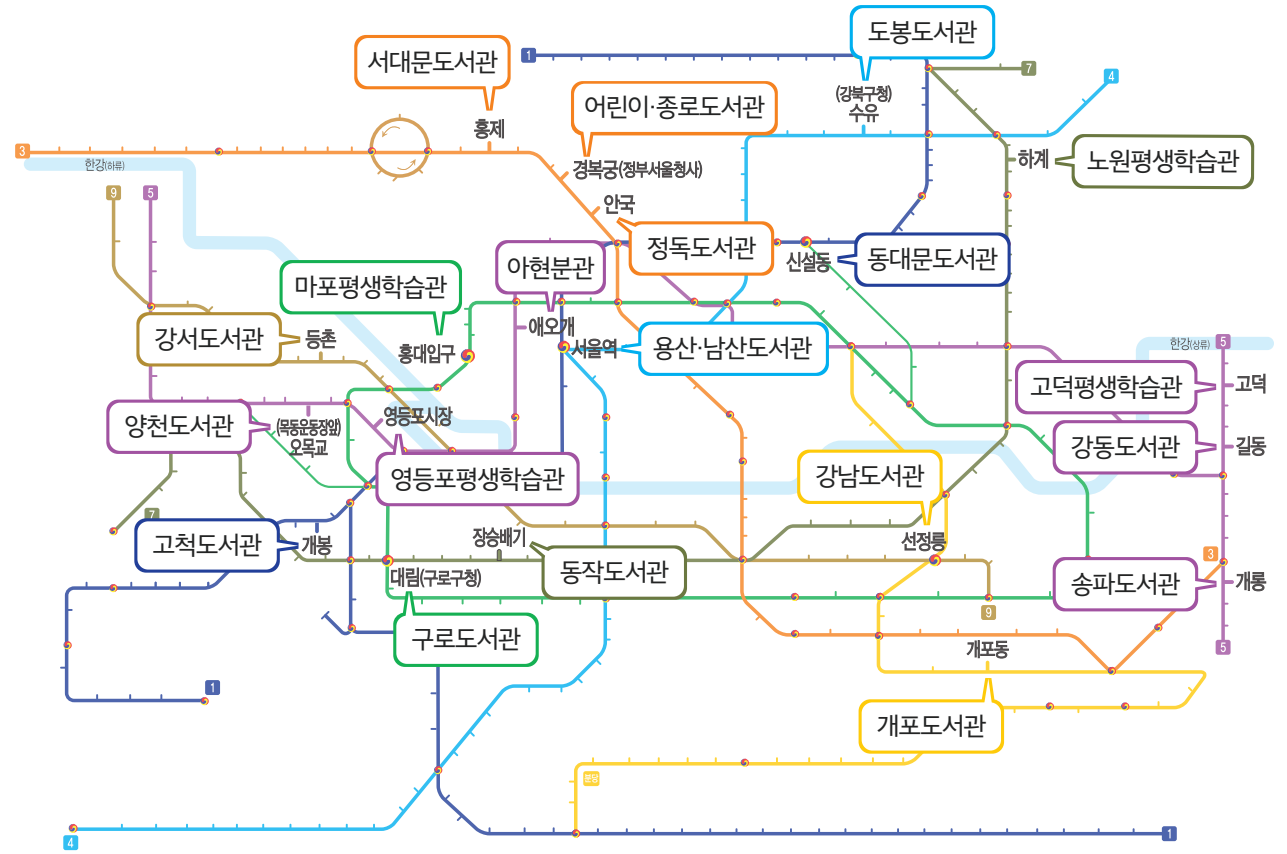 도봉도서관
서대문도서관
1
7
4
(강북구청)
수유
어린이·종로도서관
홍제
3
한강(하류)
경복궁(정부서울청사)
하계
노원평생학습관
9
5
안국
정독도서관
신설동
동대문도서관
아현분관
마포평생학습관
강서도서관
등촌
애오개
홍대입구
서울역
용산·남산도서관
한강(상류)
5
고덕평생학습관
고덕
양천도서관
(목동운동장앞)
오목교
영등포시장
강동도서관
길동
영등포평생학습관
강남도서관
7
고척도서관
개봉
장승배기
선정릉
동작도서관
3
대림(구로구청)
송파도서관
개롱
9
구로도서관
개포동
5
1
개포도서관
분당
4
1